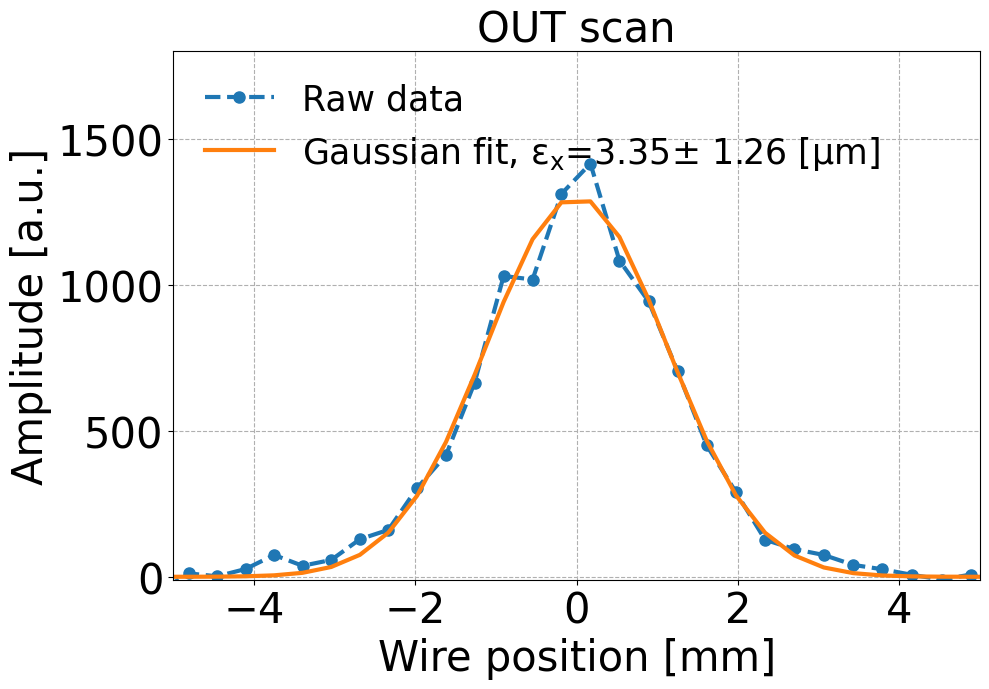 OUT scan
Raw data
Gaussian fit, εx=3.35± 1.26 [µm]
Amplitude [a.u.]
1500
1000
500
0
−4 −2 0 2 4
Wire position [mm]